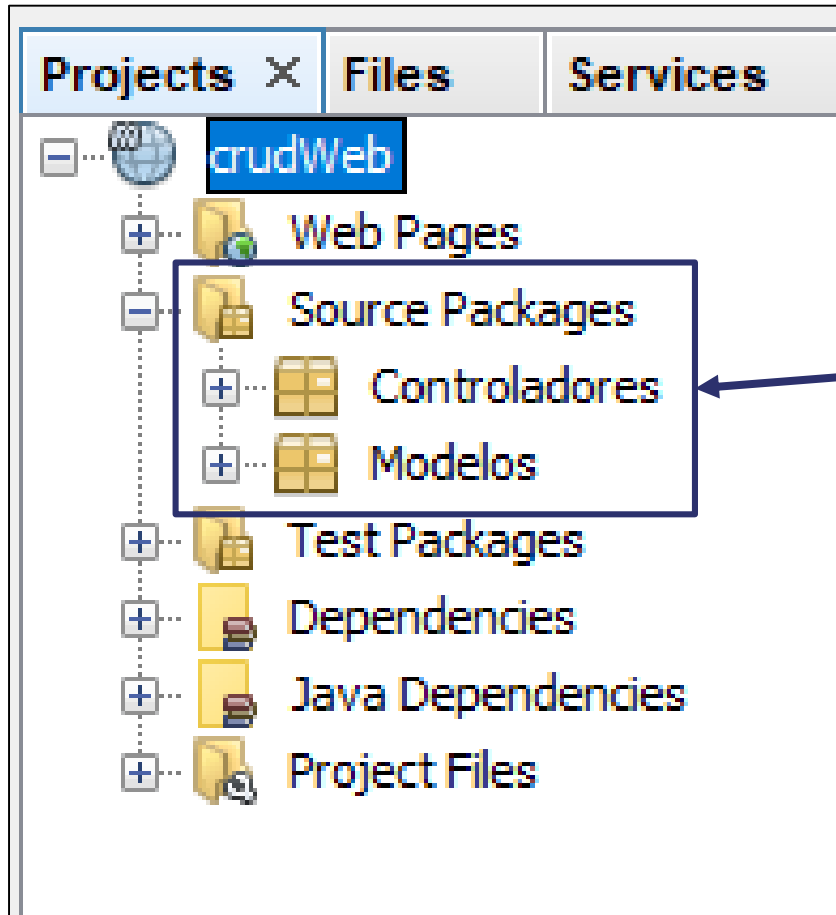 Projects Files Services
crudWeb
Web Pages
Source Packages
Controladores
Modelos
Test Packages
Dependencies
Java Dependencies
Project Files